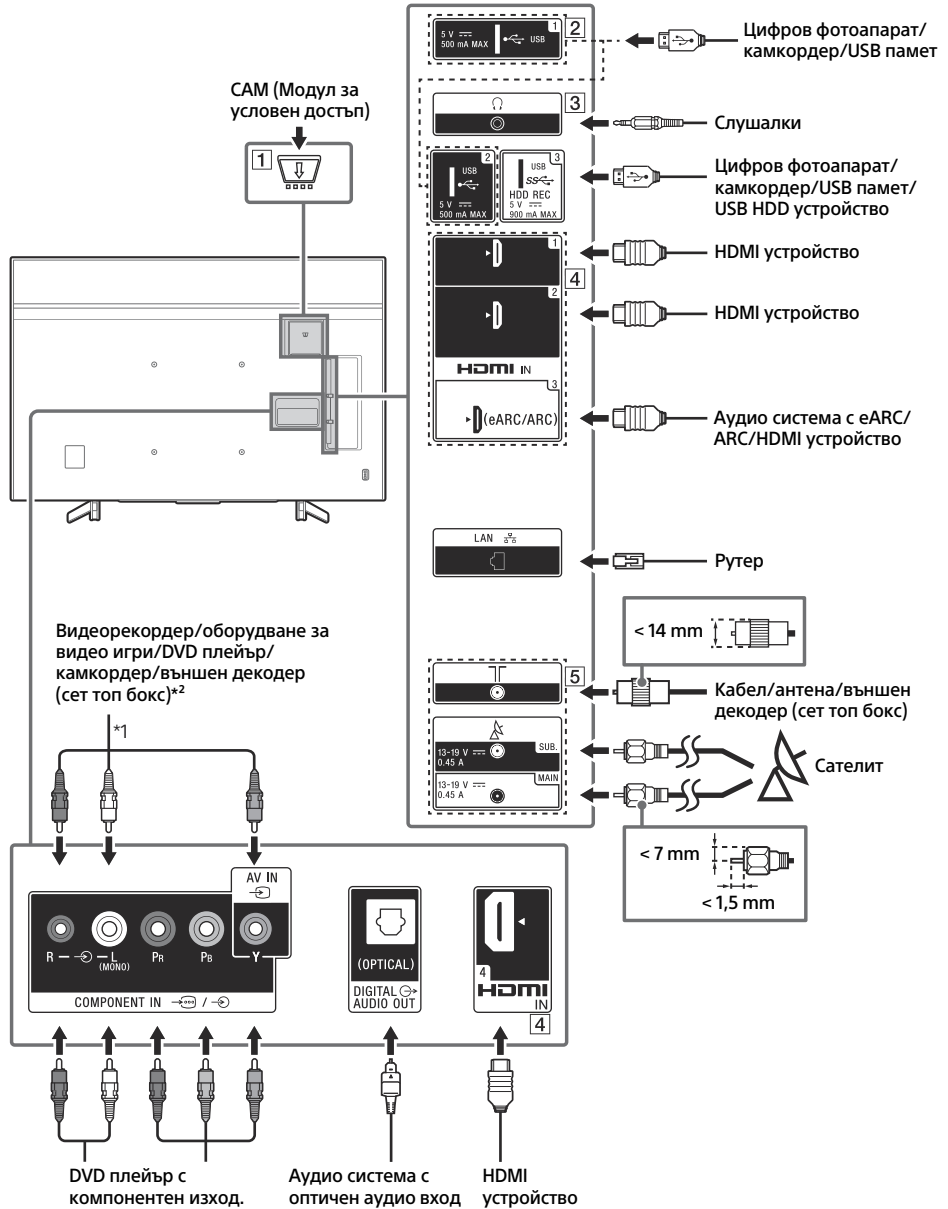 5 V
500 mA MAX
USB
1
2
Цифров фотоапарат/
камкордер/USB памет
CAM (Модул за
условен достъп)
1
3
Слушалки
2
USB
5 V
500 mA MAX
3
USB
SS
HDD REC
5 V
900 mA MAX
Цифров фотоапарат/
камкордер/USB памет/
USB HDD устройство
1
HDMI устройство
4
2
HDMI устройство
HDMI IN
3
(eARC/ARC)
Аудио система с eARC/
ARC/HDMI устройство
LAN
Рутер
< 14 mm
Видеорекордер/оборудване за
видео игри/DVD плейър/
камкордер/външен декодер
(сет топ бокс)*²
*1
5
Кабел/антена/външен
декодер (сет топ бокс)
13-19 V
0.45 A
SUB.
13-19 V
0.45 A
MAIN
Сателит
< 7 mm
< 1,5 mm
AV IN
R
L
(MONO)
PR
PB
Y
COMPONENT IN /
(OPTICAL)
DIGITAL
AUDIO OUT
4
HDMI
IN
4
DVD плейър с
компонентен изход.
Аудио система с
оптичен аудио вход
HDMI
устройство